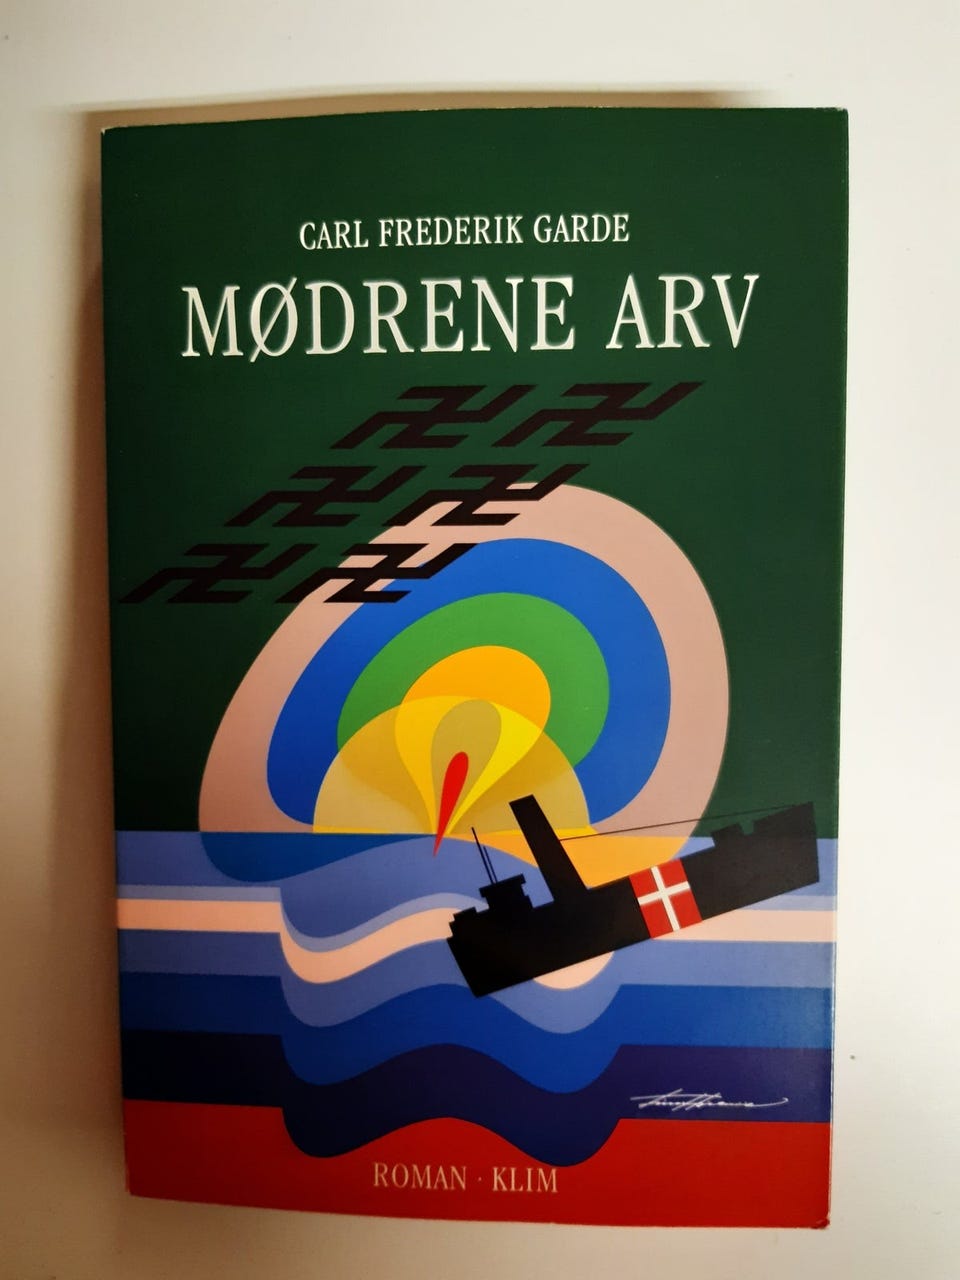 CARL FREDERIK GARDE
MØDRENE ARV
ROMAN · KLIM